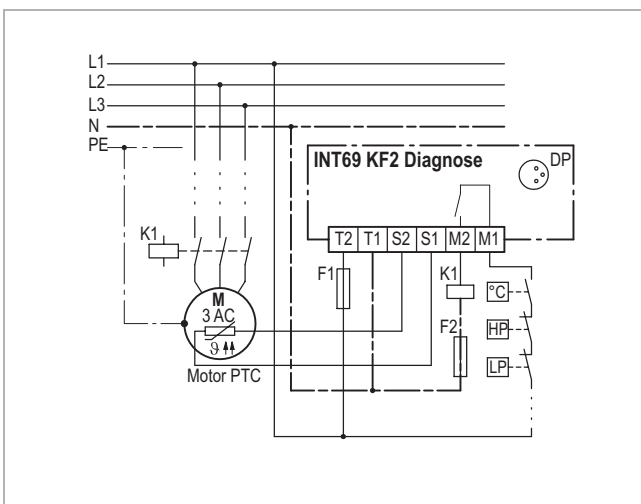 L1
L2
L3
N
PE
INT69 KF2 Diagnose
DP
T2 T1 S2 S1 M2 M1
K1
F1
K1
°C
M
3 AC
F2
HP
ϑ
LP
Motor PTC